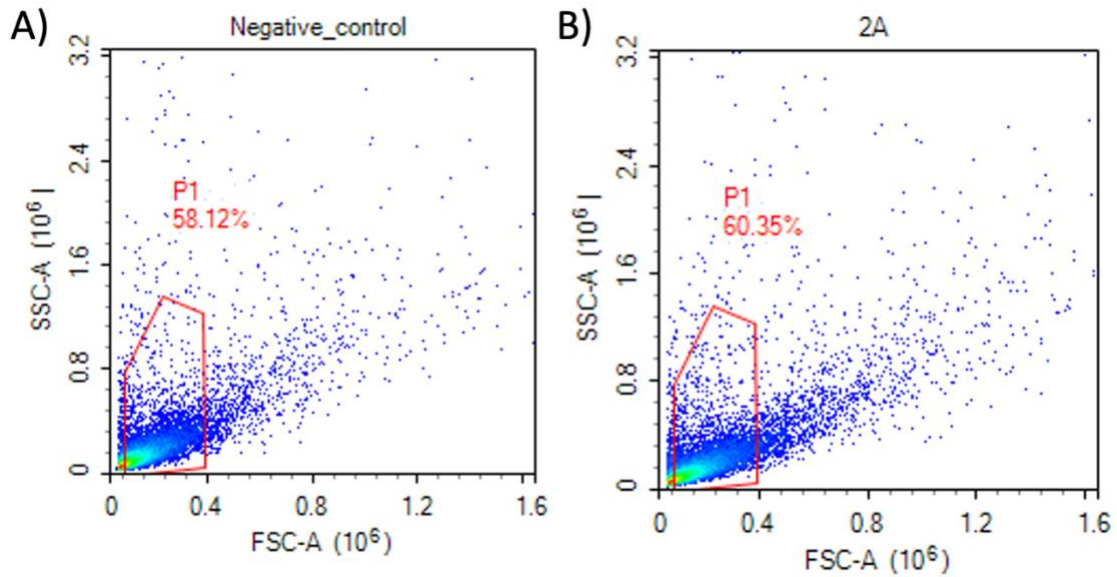 A)
Negative_control
3.2
2.4
1.6
0.8
0
SSC-A (10⁶ |
P1
58.12%
0 0.4 0.8 1.2 1.6
FSC-A (10⁶)
B)
2A
3.2
2.4
1.6
0.8
0
SSC-A (10⁶ |
P1
60.35%
0 0.4 0.8 1.2 1.6
FSC-A (10⁶)